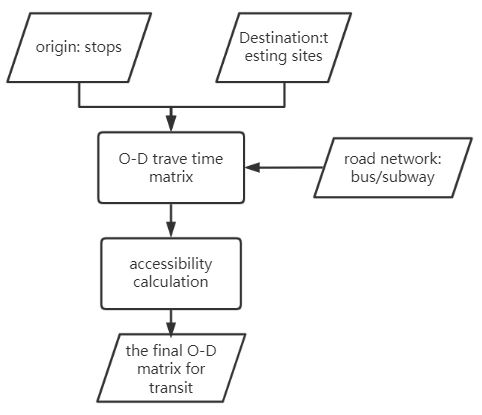 origin: stops
Destination:t
esting sites
O-D trave time
matrix
road network:
bus/subway
accessibility
calculation
the final O-D
matrix for
transit